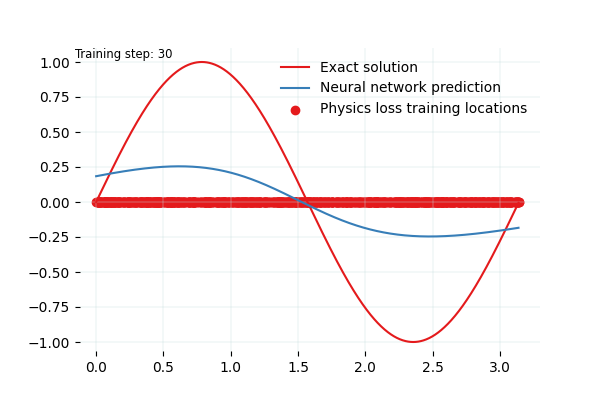 Training step: 30
Exact solution
Neural network prediction
Physics loss training locations
1.00
0.75
0.50
0.25
0.00
−0.25
−0.50
−0.75
−1.00
0.0 0.5 1.0 1.5 2.0 2.5 3.0